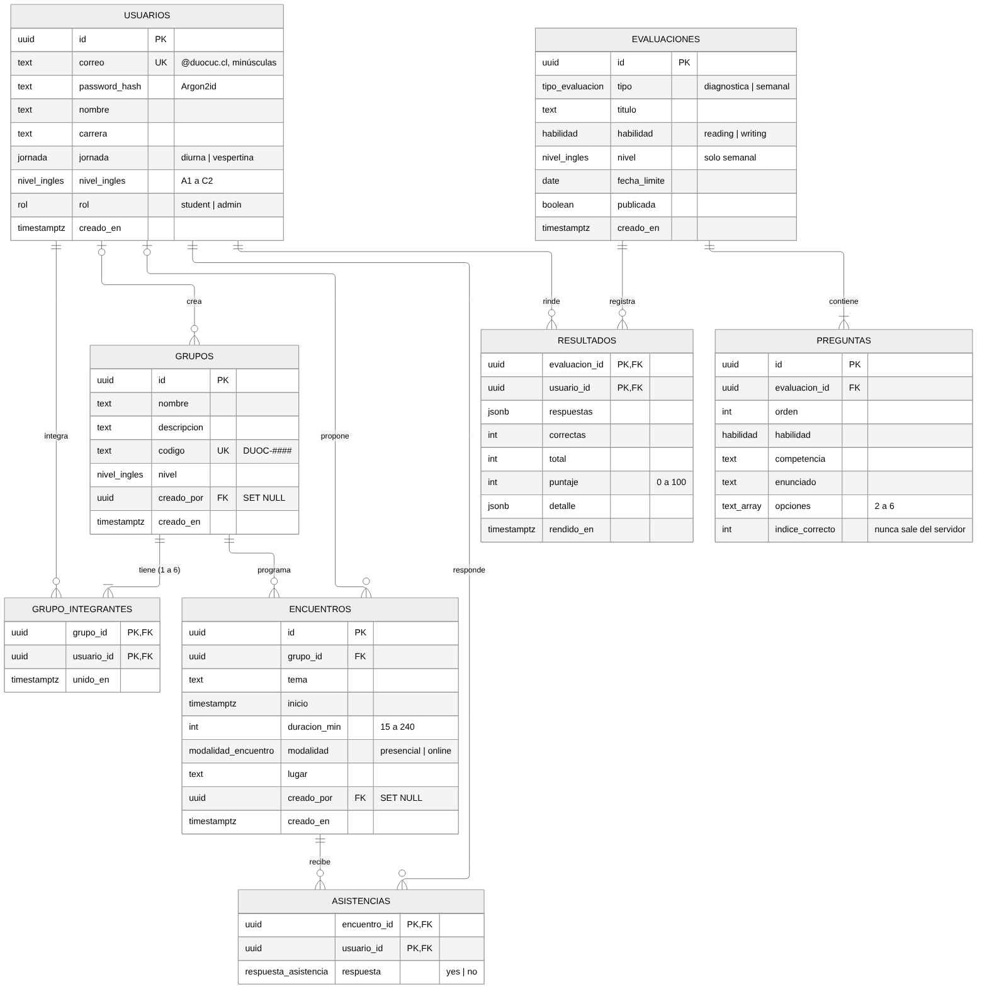 USUARIOS
uuid id PK
text correo UK @duocuc.cl, minúsculas
text password_hash Argon2id
text nombre
text carrera
jornada jornada diurna | vespertina
nivel_ingles nivel_ingles A1 a C2
rol rol student | admin
timestamptz creado_en
EVALUACIONES
uuid id PK
tipo_evaluacion tipo diagnostica | semanal
text titulo
habilidad habilidad reading | writing
nivel_ingles nivel solo semanal
date fecha_limite
boolean publicada
timestamptz creado_en
crea
rinde
registra
contiene
integra
propone
GRUPOS
uuid id PK
text nombre
text descripcion
text codigo UK DUOC-####
nivel_ingles nivel
uuid creado_por FK SET NULL
timestamptz creado_en
RESULTADOS
uuid evaluacion_id PK,FK
uuid usuario_id PK,FK
jsonb respuestas
int correctas
int total
int puntaje 0 a 100
jsonb detalle
timestamptz rendido_en
PREGUNTAS
uuid id PK
uuid evaluacion_id FK
int orden
habilidad habilidad
text competencia
text enunciado
text_array opciones 2 a 6
int indice_correcto nunca sale del servidor
tiene (1 a 6)
programa
responde
GRUPO_INTEGRANTES
uuid grupo_id PK,FK
uuid usuario_id PK,FK
timestamptz unido_en
ENCUENTROS
uuid id PK
uuid grupo_id FK
text tema
timestamptz inicio
int duracion_min 15 a 240
modalidad_encuentro modalidad presencial | online
text lugar
uuid creado_por FK SET NULL
timestamptz creado_en
recibe
ASISTENCIAS
uuid encuentro_id PK,FK
uuid usuario_id PK,FK
respuesta_asistencia respuesta yes | no